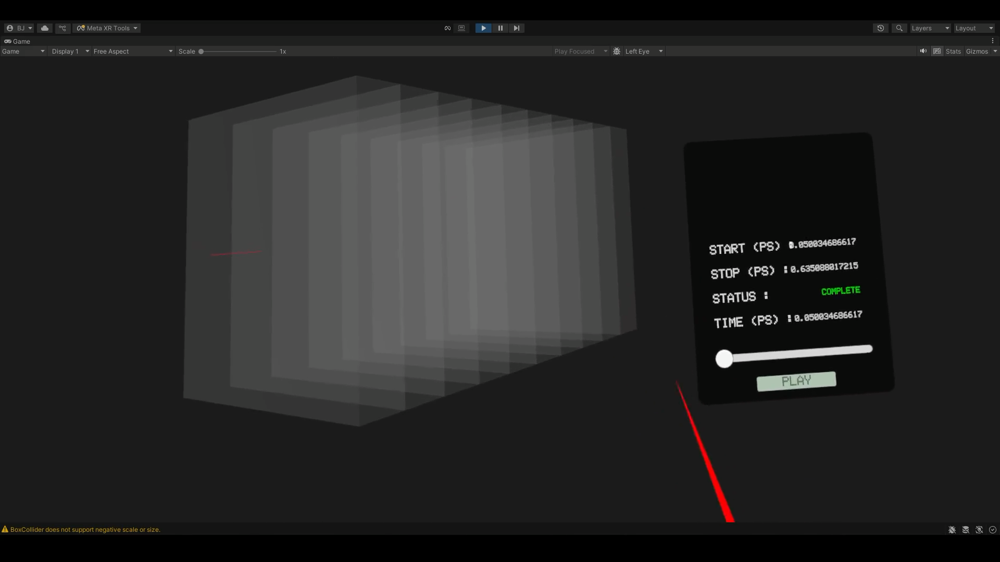 BJ Meta XR Tools Layers Layout
Game
Game Display 1 Free Aspect Scale 1x Play Focused Left Eye Stats Gizmos
START (PS) 0.050034686617
STOP (PS) :0.635088017215
STATUS : COMPLETE
TIME (PS) :0.050034686617
PLAY
BoxCollider does not support negative scale or size.